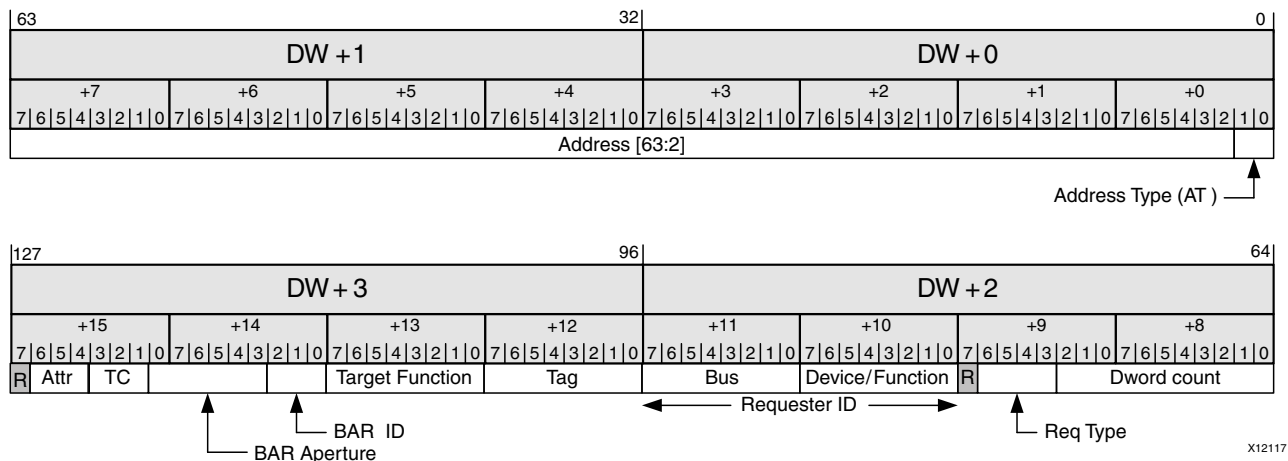 63 32 0
DW +1 DW +0
+7 +6 +5 +4 +3 +2 +1 +0
7 6 5 4 3 2 1 0 7 6 5 4 3 2 1 0 7 6 5 4 3 2 1 0 7 6 5 4 3 2 1 0 7 6 5 4 3 2 1 0 7 6 5 4 3 2 1 0 7 6 5 4 3 2 1 0 7 6 5 4 3 2 1 0
Address [63:2]
Address Type (AT )
127 96 64
DW + 3 DW + 2
+15 +14 +13 +12 +11 +10 +9 +8
7 6 5 4 3 2 1 0 7 6 5 4 3 2 1 0 7 6 5 4 3 2 1 0 7 6 5 4 3 2 1 0 7 6 5 4 3 2 1 0 7 6 5 4 3 2 1 0 7 6 5 4 3 2 1 0 7 6 5 4 3 2 1 0
R Attr TC Target Function Tag Bus Device/Function R Dword count
Requester ID
BAR ID Req Type
BAR Aperture X12117